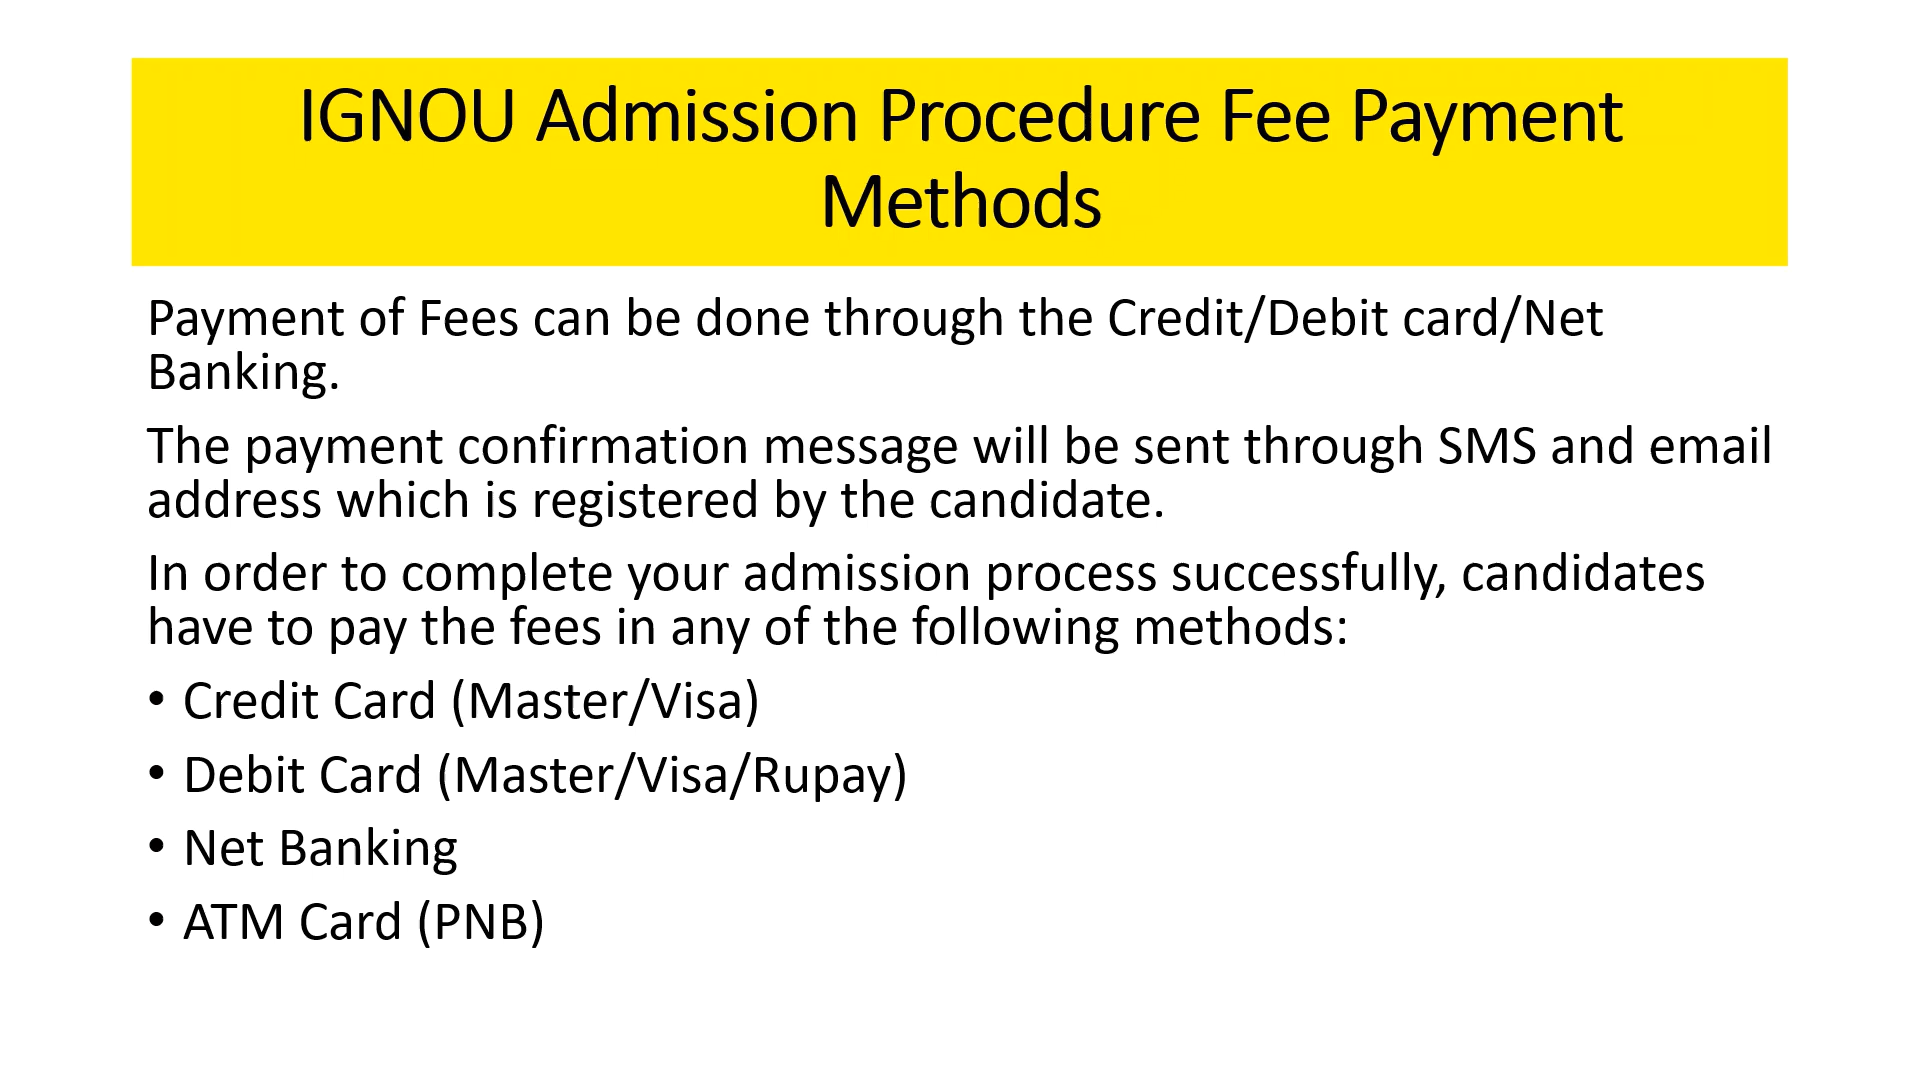 IGNOU Admission Procedure Fee Payment
Methods
Payment of Fees can be done through the Credit/Debit card/Net
Banking.
The payment confirmation message will be sent through SMS and email
address which is registered by the candidate.
In order to complete your admission process successfully, candidates
have to pay the fees in any of the following methods:
• Credit Card (Master/Visa)
• Debit Card (Master/Visa/Rupay)
• Net Banking
• ATM Card (PNB)